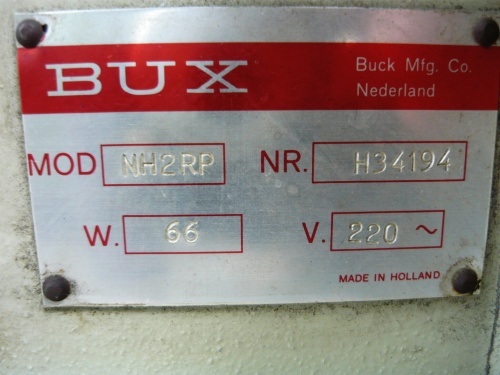 BUX
Buck Mfg. Co.
Nederland
MOD NH2RP NR. H34194
W. 66 V. 220 ~
MADE IN HOLLAND